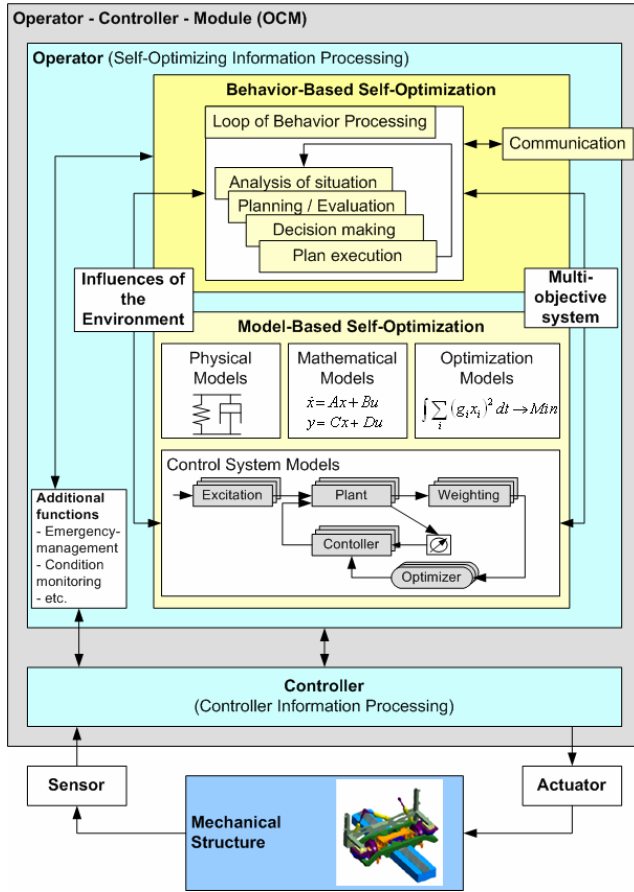 Operator - Controller - Module (OCM)
Operator (Self-Optimizing Information Processing)
Behavior-Based Self-Optimization
Loop of Behavior Processing
Communication
Analysis of situation
Planning / Evaluation
Decision making
Plan execution
Influences of
the
Environment
Multi-
objective
system
Model-Based Self-Optimization
Physical
Models
Mathematical
Models
ẋ = Ax + Bu
y = Cx + Du
Optimization
Models
∫ ∑ᵢ (gᵢ xᵢ)² dt → Min
Control System Models
Excitation
Plant
Weighting
Contoller
Optimizer
Additional
functions
- Emergency-
management
- Condition
monitoring
- etc.
Controller
(Controller Information Processing)
Sensor
Actuator
Mechanical
Structure